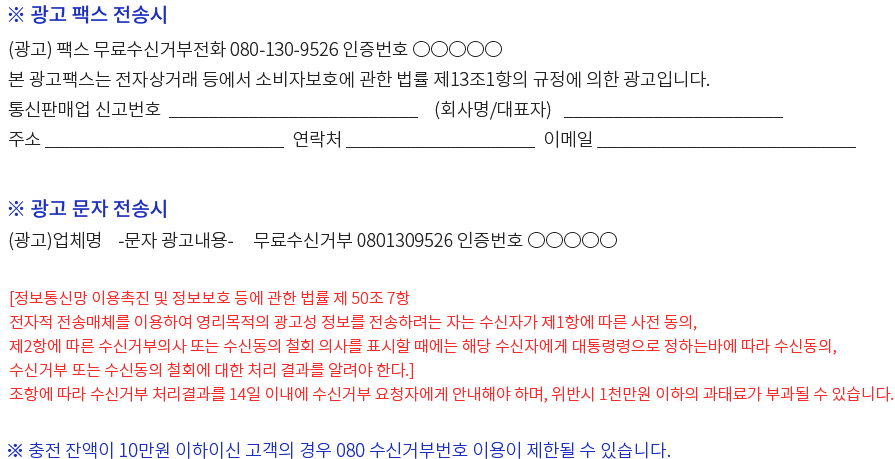 ※ 광고 팩스 전송시
(광고) 팩스 무료수신거부전화 080-130-9526 인증번호 ○○○○○
본 광고팩스는 전자상거래 등에서 소비자보호에 관한 법률 제13조1항의 규정에 의한 광고입니다.
통신판매업 신고번호 _________________________ (회사명/대표자) ______________________
주소 ________________________ 연락처 ___________________ 이메일 __________________________
※ 광고 문자 전송시
(광고)업체명 -문자 광고내용- 무료수신거부 0801309526 인증번호 ○○○○○
[정보통신망 이용촉진 및 정보보호 등에 관한 법률 제 50조 7항
전자적 전송매체를 이용하여 영리목적의 광고성 정보를 전송하려는 자는 수신자가 제1항에 따른 사전 동의,
제2항에 따른 수신거부의사 또는 수신동의 철회 의사를 표시할 때에는 해당 수신자에게 대통령령으로 정하는바에 따라 수신동의,
수신거부 또는 수신동의 철회에 대한 처리 결과를 알려야 한다.]
조항에 따라 수신거부 처리결과를 14일 이내에 수신거부 요청자에게 안내해야 하며, 위반시 1천만원 이하의 과태료가 부과될 수 있습니다.
※ 충전 잔액이 10만원 이하이신 고객의 경우 080 수신거부번호 이용이 제한될 수 있습니다.